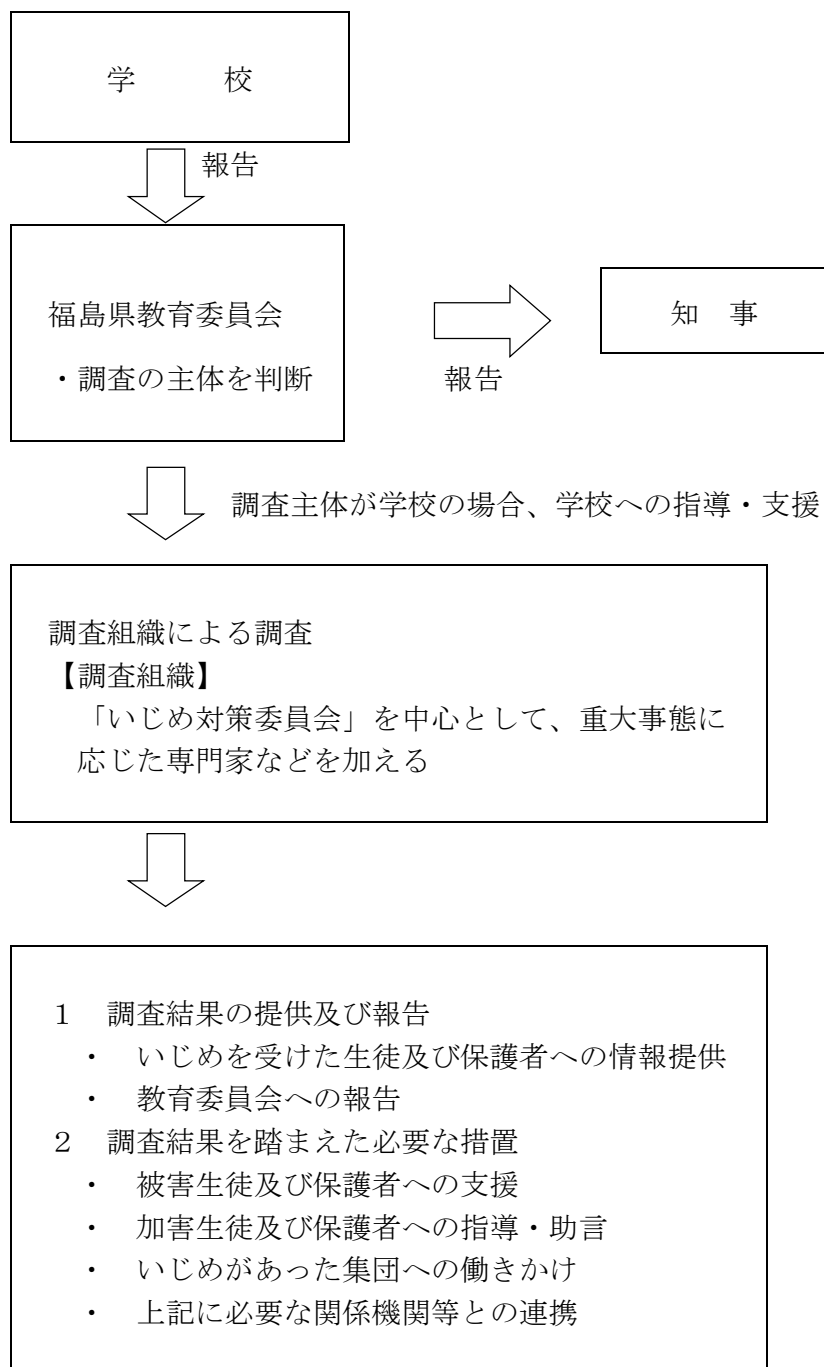 学　　校
報告
福島県教育委員会
・調査の主体を判断
報告
知　事
調査主体が学校の場合、学校への指導・支援
調査組織による調査
【調査組織】
「いじめ対策委員会」を中心として、重大事態に
応じた専門家などを加える
１　調査結果の提供及び報告
・　いじめを受けた生徒及び保護者への情報提供
・　教育委員会への報告
２　調査結果を踏まえた必要な措置
・　被害生徒及び保護者への支援
・　加害生徒及び保護者への指導・助言
・　いじめがあった集団への働きかけ
・　上記に必要な関係機関等との連携